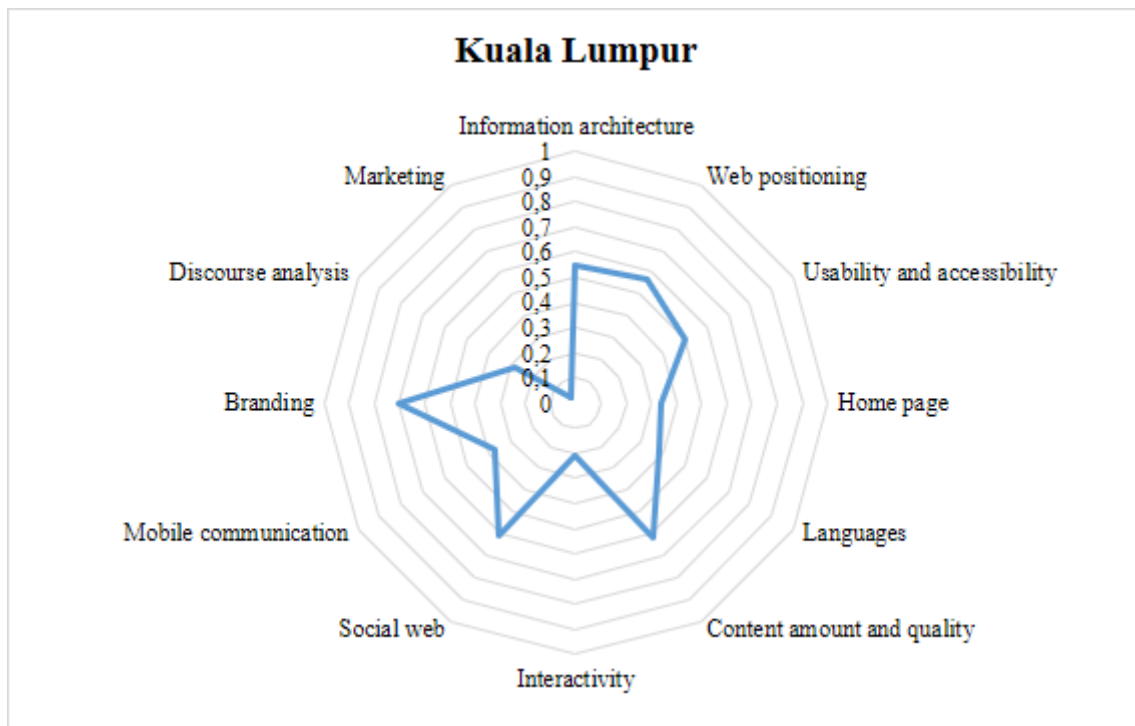 Kuala Lumpur
Information architecture
Web positioning
Usability and accessibility
Home page
Languages
Content amount and quality
Interactivity
Social web
Mobile communication
Branding
Discourse analysis
Marketing
1
0,9
0,8
0,7
0,6
0,5
0,4
0,3
0,2
0,1
0